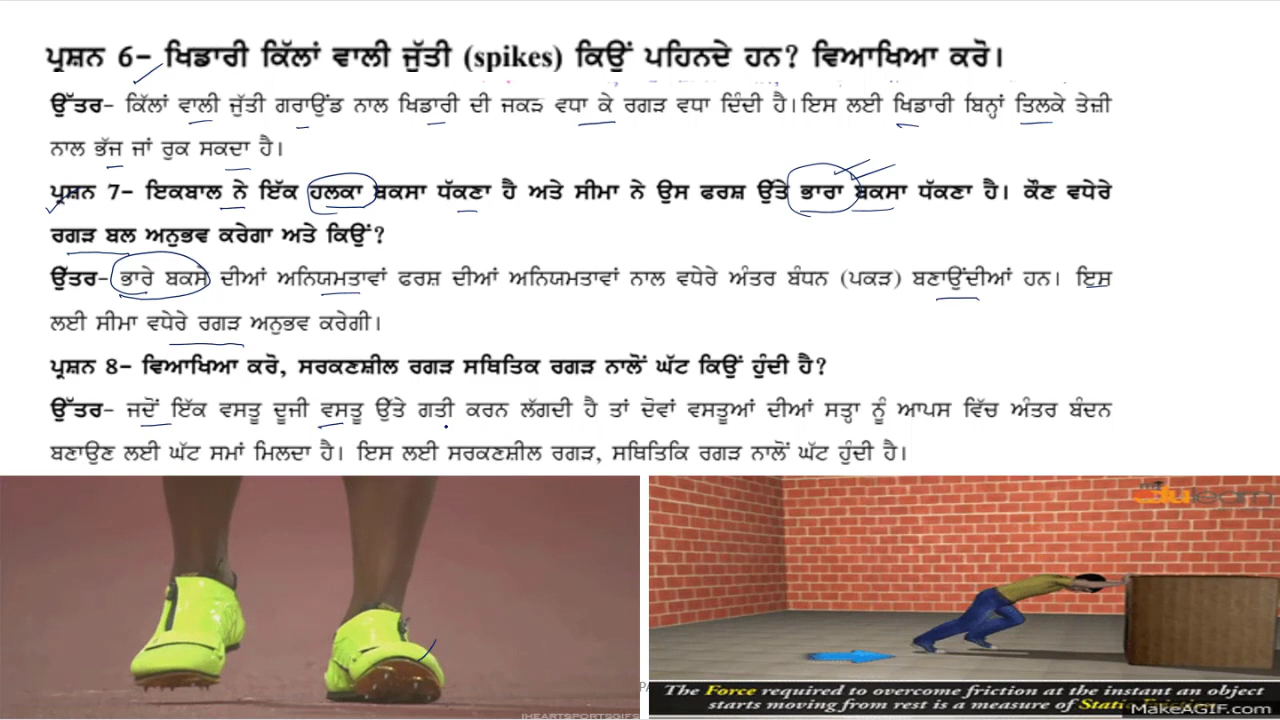 ਪ੍ਰਸ਼ਨ 6- ਖਿਡਾਰੀ ਕਿੱਲਾਂ ਵਾਲੀ ਜੁੱਤੀ (spikes) ਕਿਉਂ ਪਹਿਨਦੇ ਹਨ? ਵਿਆਖਿਆ ਕਰੋ।
ਉੱਤਰ- ਕਿੱਲਾਂ ਵਾਲੀ ਜੁੱਤੀ ਗਰਾਉਂਡ ਨਾਲ ਖਿਡਾਰੀ ਦੀ ਜਕੜ ਵਧਾ ਕੇ ਰਗੜ ਵਧਾ ਦਿੰਦੀ ਹੈ।ਇਸ ਲਈ ਖਿਡਾਰੀ ਬਿਨ੍ਹਾਂ ਤਿਲਕੇ ਤੇਜ਼ੀ
ਨਾਲ ਭੱਜ ਜਾਂ ਰੁਕ ਸਕਦਾ ਹੈ।
ਪ੍ਰਸ਼ਨ 7- ਇਕਬਾਲ ਨੇ ਇੱਕ ਹਲਕਾ ਬਕਸਾ ਧੱਕਣਾ ਹੈ ਅਤੇ ਸੀਮਾ ਨੇ ਉਸ ਫਰਸ਼ ਉੱਤੇ ਭਾਰਾ ਬਕਸਾ ਧੱਕਣਾ ਹੈ। ਕੌਣ ਵਧੇਰੇ
ਰਗੜ ਬਲ ਅਨੁਭਵ ਕਰੇਗਾ ਅਤੇ ਕਿਉਂ?
ਉੱਤਰ- ਭਾਰੇ ਬਕਸੇ ਦੀਆਂ ਅਨਿਯਮਤਾਵਾਂ ਫਰਸ਼ ਦੀਆਂ ਅਨਿਯਮਤਾਵਾਂ ਨਾਲ ਵਧੇਰੇ ਅੰਤਰ ਬੰਧਨ (ਪਕੜ) ਬਣਾਉਂਦੀਆਂ ਹਨ। ਇਸ
ਲਈ ਸੀਮਾ ਵਧੇਰੇ ਰਗੜ ਅਨੁਭਵ ਕਰੇਗੀ।
ਪ੍ਰਸ਼ਨ 8- ਵਿਆਖਿਆ ਕਰੋ, ਸਰਕਣਸ਼ੀਲ ਰਗੜ ਸਥਿਤਿਕ ਰਗੜ ਨਾਲੋਂ ਘੱਟ ਕਿਉਂ ਹੁੰਦੀ ਹੈ?
ਉੱਤਰ- ਜਦੋਂ ਇੱਕ ਵਸਤੂ ਦੂਜੀ ਵਸਤੂ ਉੱਤੇ ਗਤੀ ਕਰਨ ਲੱਗਦੀ ਹੈ ਤਾਂ ਦੋਵਾਂ ਵਸਤੂਆਂ ਦੀਆਂ ਸਤ੍ਹਾ ਨੂੰ ਆਪਸ ਵਿੱਚ ਅੰਤਰ ਬੰਦਨ
ਬਣਾਉਣ ਲਈ ਘੱਟ ਸਮਾਂ ਮਿਲਦਾ ਹੈ। ਇਸ ਲਈ ਸਰਕਣਸ਼ੀਲ ਰਗੜ, ਸਥਿਤਿਕਿ ਰਗੜ ਨਾਲੋਂ ਘੱਟ ਹੁੰਦੀ ਹੈ।
The Force required to overcome friction at the instant an object
starts moving from rest is a measure of
MakeAGIF.com
IHEARTSPORTSGIFS